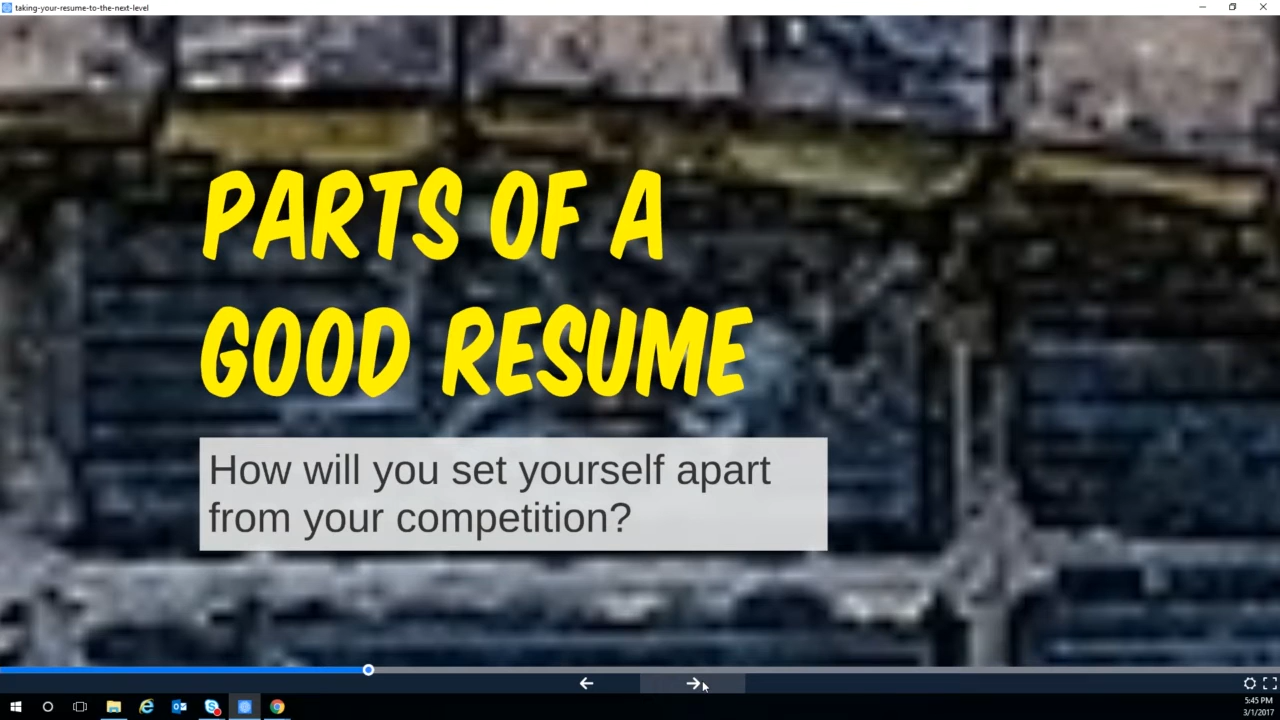 taking-your-resume-to-the-next-level
PARTS OF A
GOOD RESUME
How will you set yourself apart
from your competition?
5:45 PM
3/1/2017